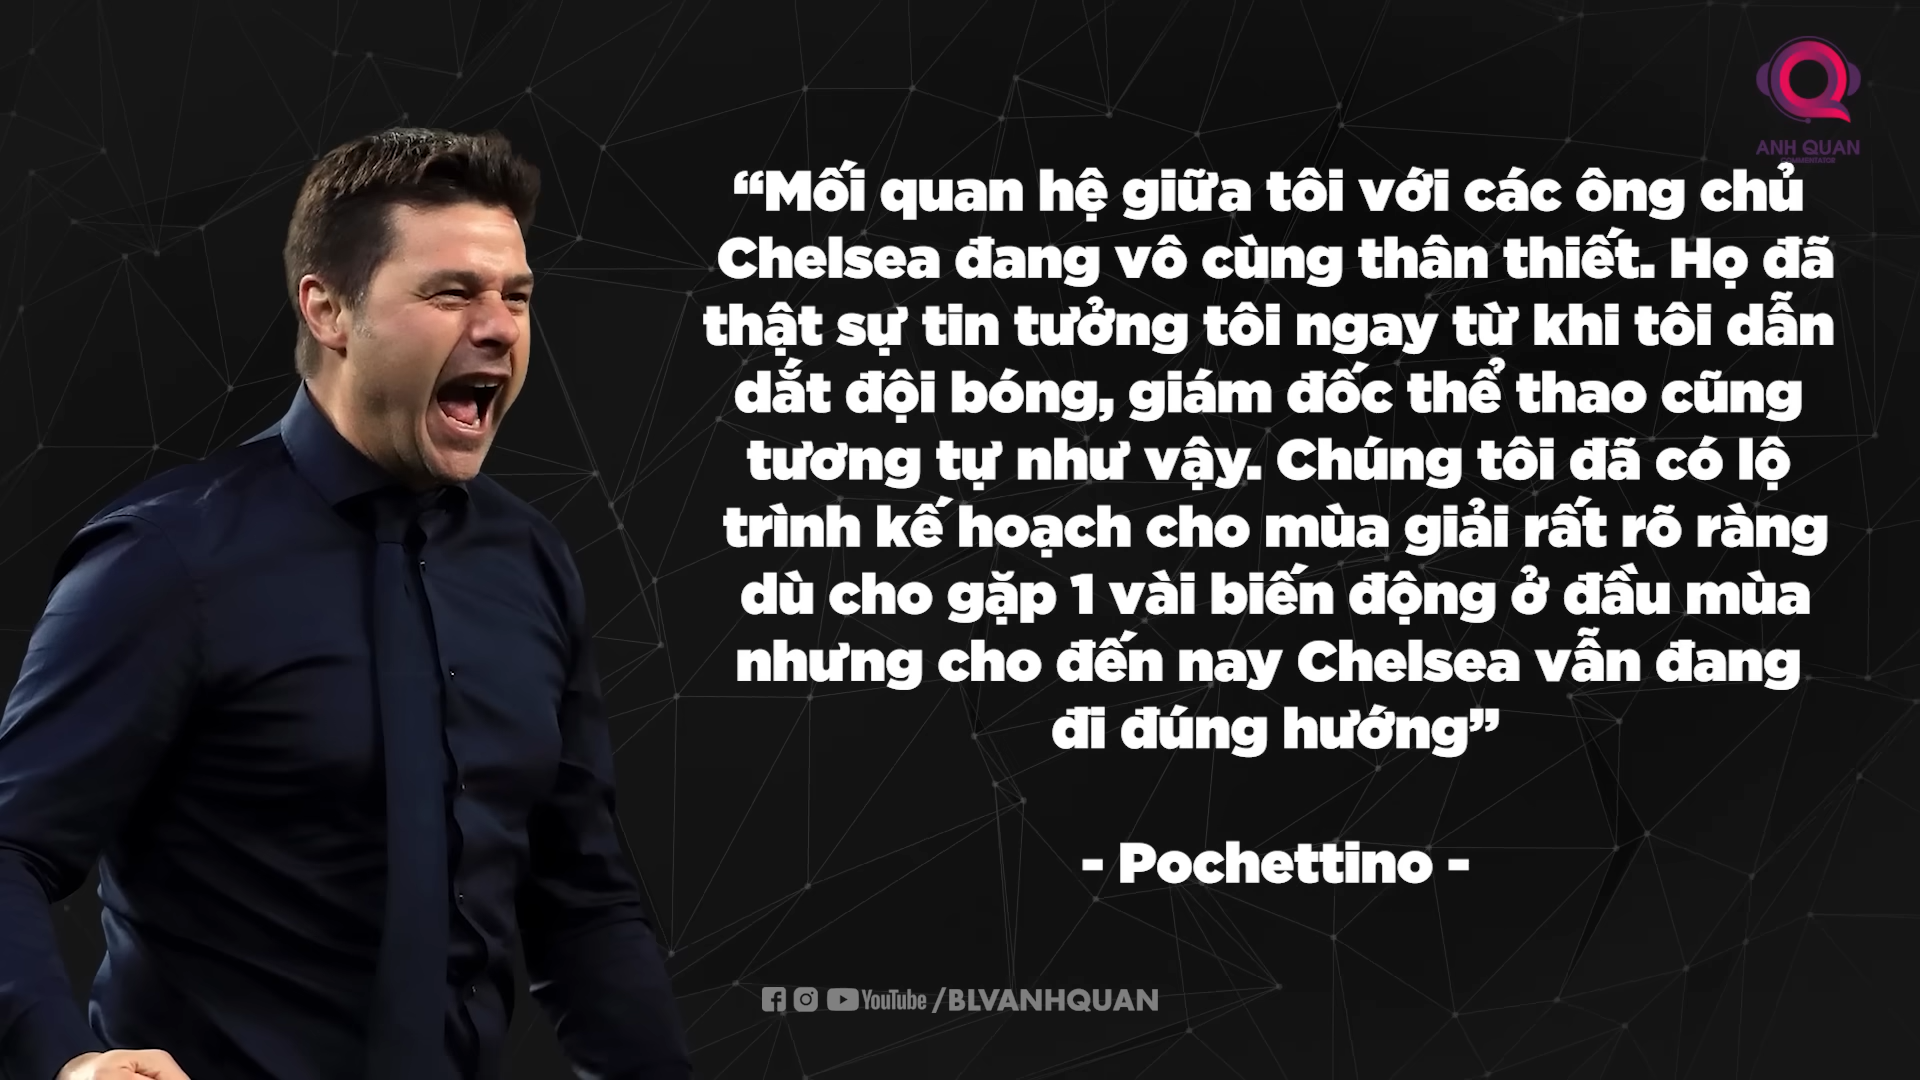 ANH QUAN
COMMENTATOR
“Mối quan hệ giữa tôi với các ông chủ
Chelsea đang vô cùng thân thiết. Họ đã
thật sự tin tưởng tôi ngay từ khi tôi dẫn
dắt đội bóng, giám đốc thể thao cũng
tương tự như vậy. Chúng tôi đã có lộ
trình kế hoạch cho mùa giải rất rõ ràng
dù cho gặp 1 vài biến động ở đầu mùa
nhưng cho đến nay Chelsea vẫn đang
đi đúng hướng”
- Pochettino -
YouTube /BLVANHQUAN